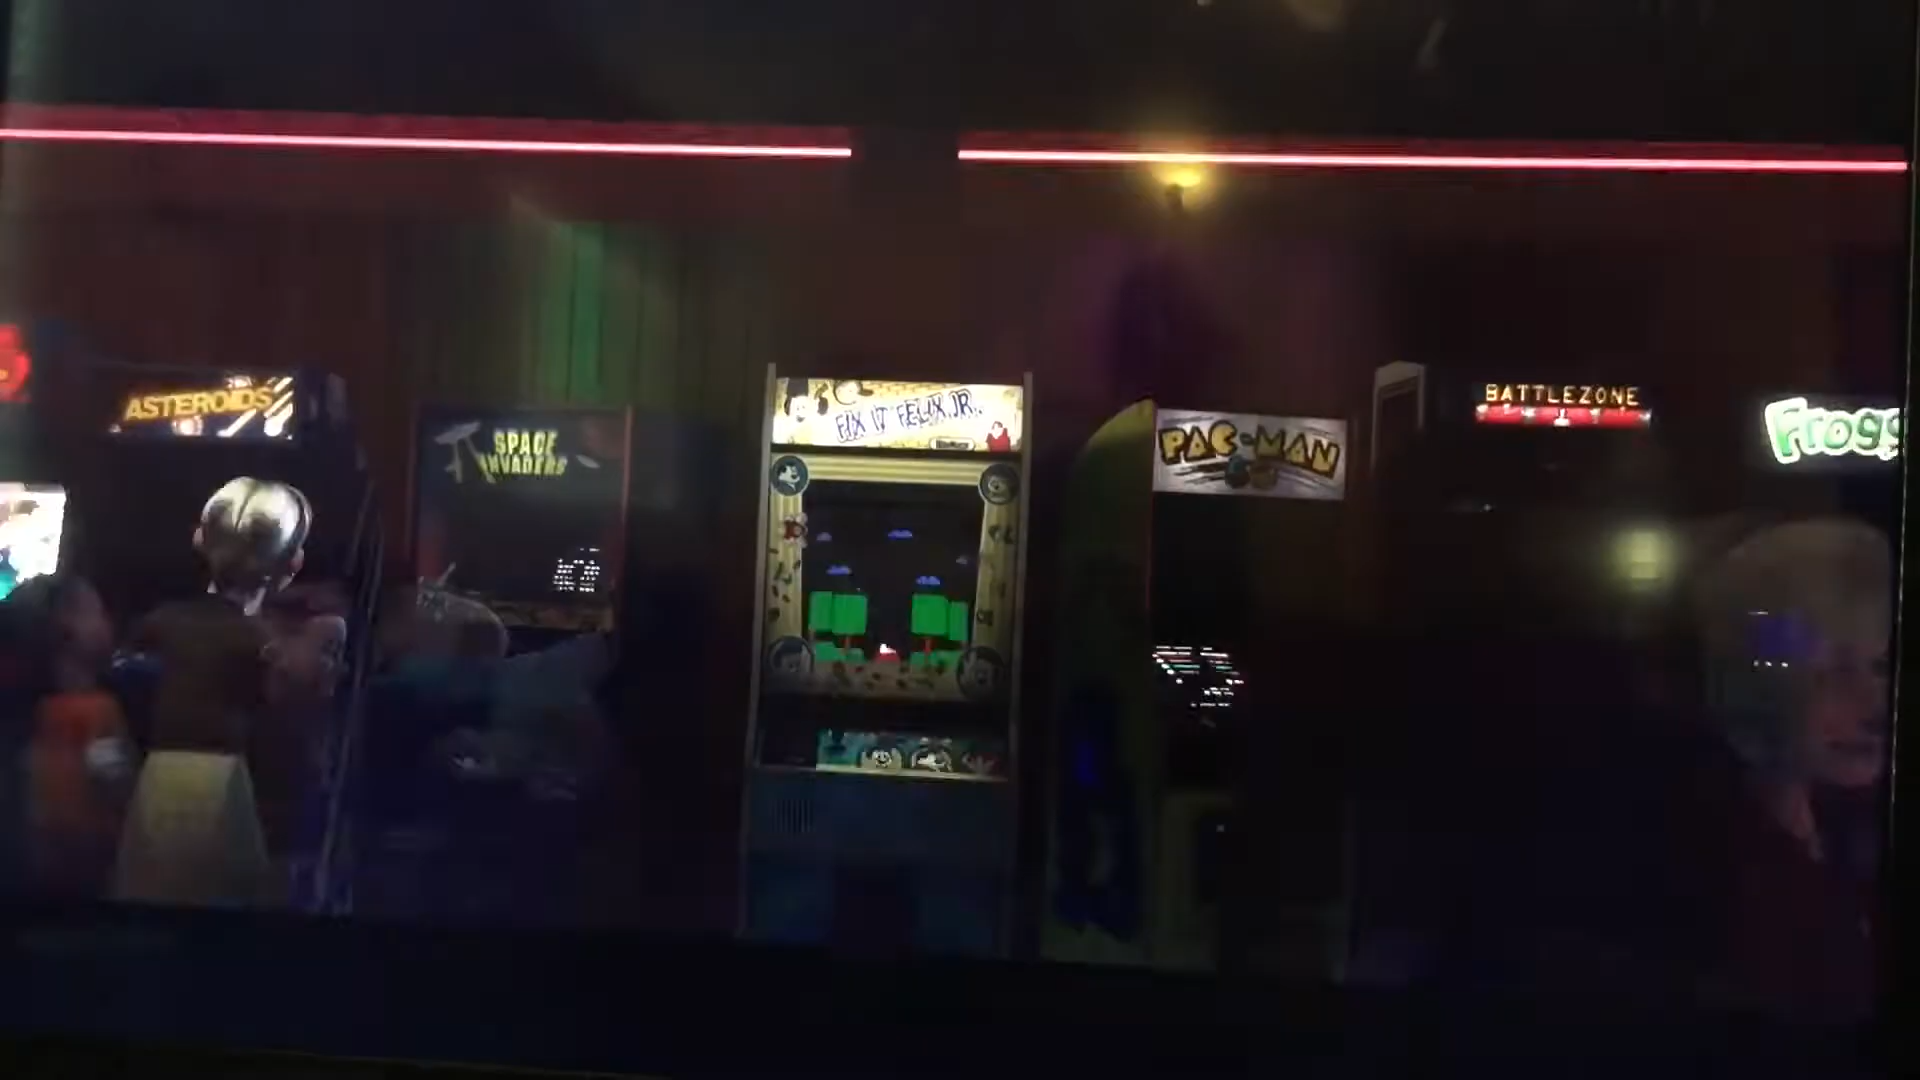 ASTEROIDS
SPACE
INVADERS
FIX IT FELIX JR.
PAC-MAN
BATTLEZONE
Frogg